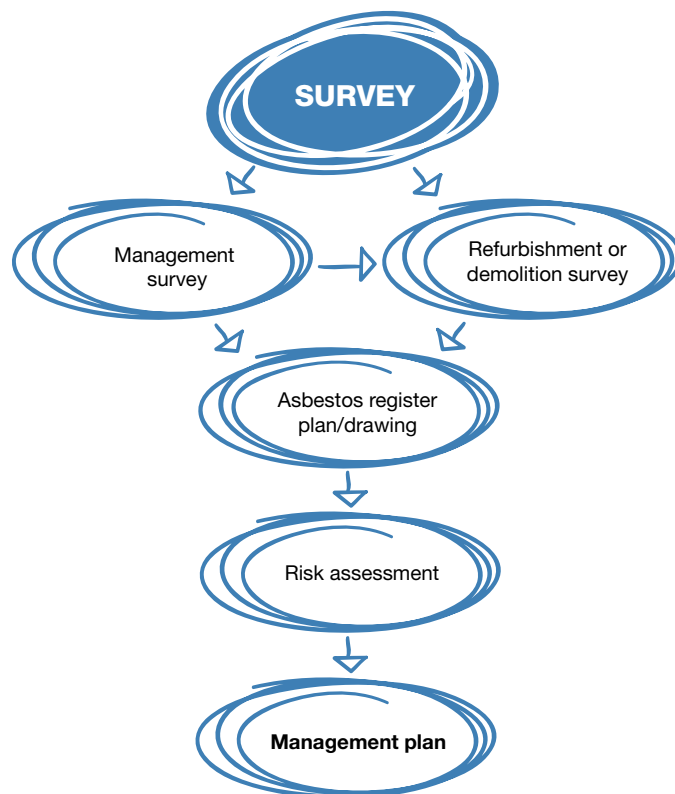 SURVEY
Management
survey
Refurbishment or
demolition survey
Asbestos register
plan/drawing
Risk assessment
Management plan